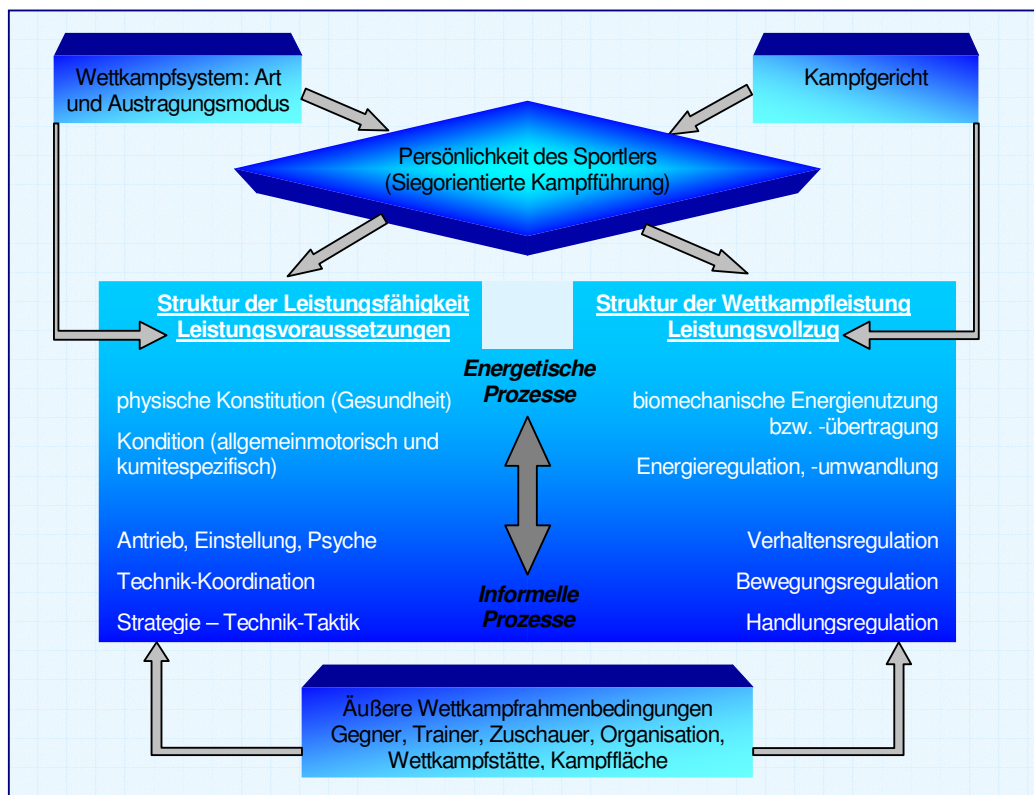 Wettkampfsystem: Art
und Austragungsmodus
Kampfgericht
Persönlichkeit des Sportlers
(Siegorientierte Kampfführung)
Struktur der Leistungsfähigkeit
Leistungsvoraussetzungen
Struktur der Wettkampfleistung
Leistungsvollzug
Energetische
Prozesse
physische Konstitution (Gesundheit)
Kondition (allgemeinmotorisch und
kumitespezifisch)
biomechanische Energienutzung
bzw. -übertragung
Energieregulation, -umwandlung
Antrieb, Einstellung, Psyche
Technik-Koordination
Strategie – Technik-Taktik
Verhaltensregulation
Bewegungsregulation
Handlungsregulation
Informelle
Prozesse
Äußere Wettkampfrahmenbedingungen
Gegner, Trainer, Zuschauer, Organisation,
Wettkampfstätte, Kampffläche